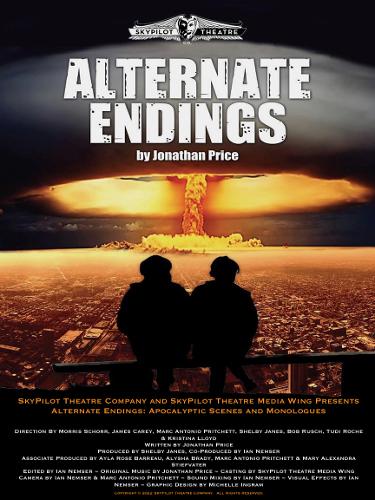 SKYPILOT THEATRE
CO.
ALTERNATE
ENDINGS
by Jonathan Price
SkyPilot Theatre Company and SkyPilot Theatre Media Wing Presents
Alternate Endings: Apocalyptic Scenes and Monologues
Direction by Morris Schorr, James Carey, Marc Antonio Pritchett, Shelby Janes, Bob Rusch, Tudi Roche
& Kristina Lloyd
Written by Jonathan Price
Produced by Shelby Janes, Co-Produced by Ian Nemser
Associate Produced by Ayla Rose Barreau, Alysha Brady, Marc Antonio Pritchett & Mary Alexandra
Stiefvater
Edited by Ian Nemser ~ Original Music by Jonathan Price ~ Casting by SkyPilot Theatre Media Wing
Camera by Ian Nemser & Marc Antonio Pritchett ~ Sound Mixing by Ian Nemser ~ Visual Effects by Ian
Nemser ~ Graphic Design by Michelle Ingram